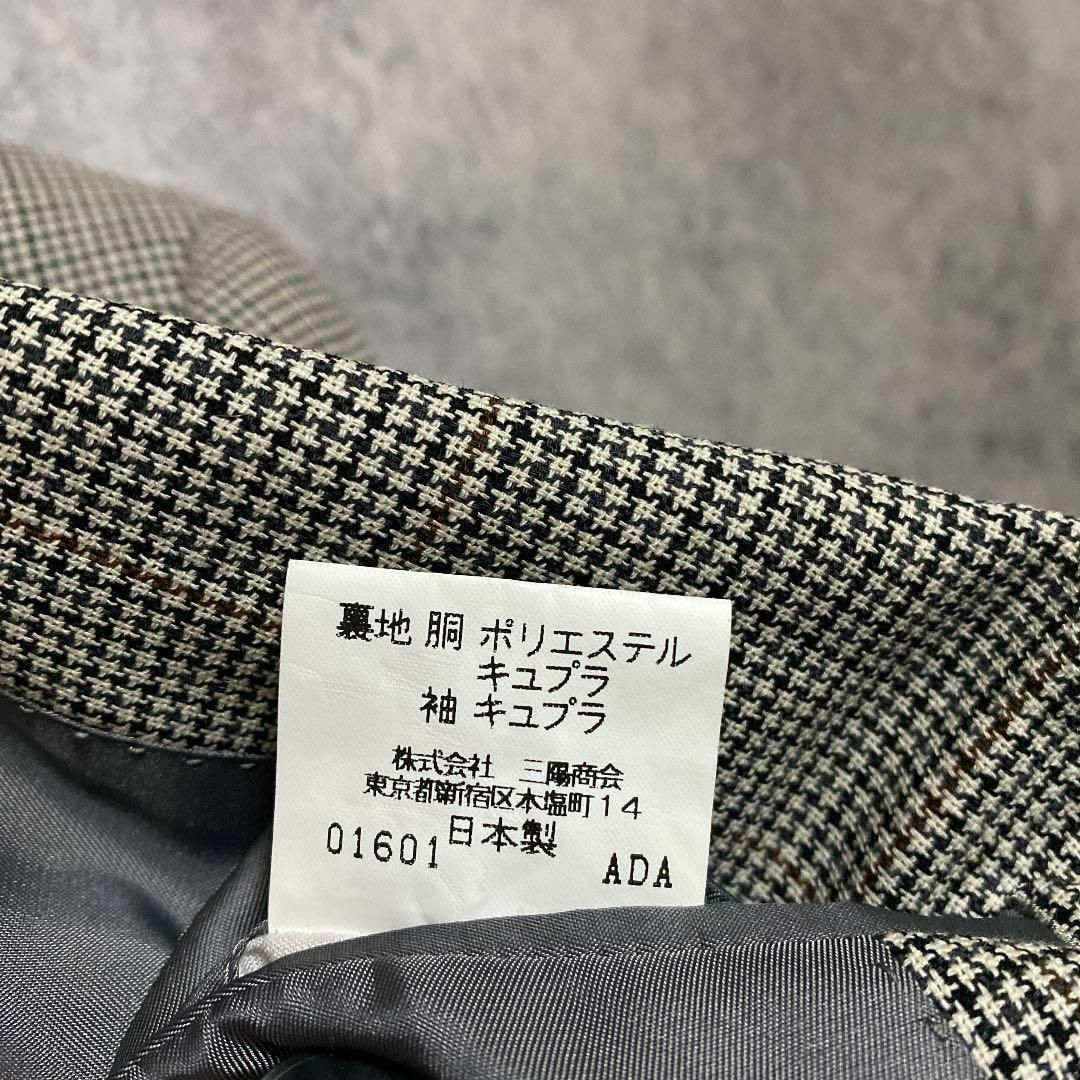 裏地 胴 ポリエステル
キュプラ
袖 キュプラ
株式会社 三陽商会
東京都新宿区本塩町14
日本製
01601 ADA